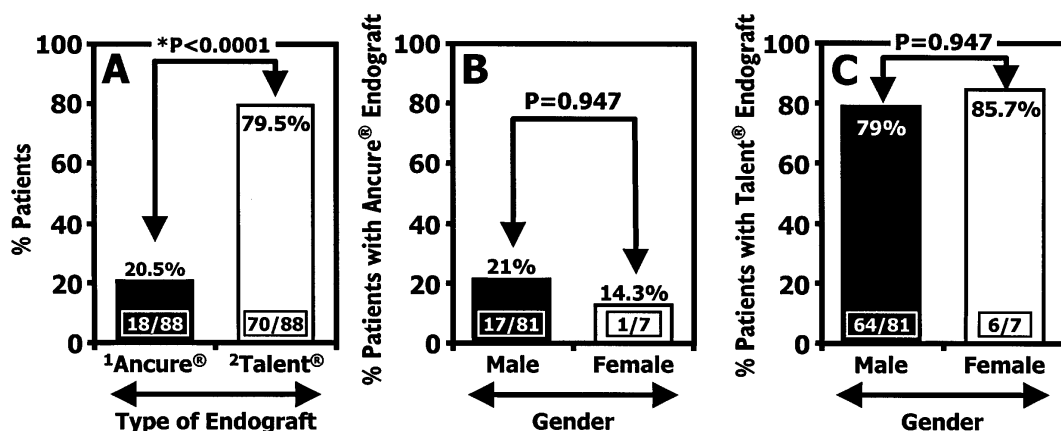 % Patients
100
80
60
40
20
0
A
*P<0.0001
79.5%
20.5%
18/88
70/88
¹Ancure®
²Talent®
Type of Endograft
% Patients with Ancure® Endograft
100
80
60
40
20
0
B
P=0.947
21%
14.3%
17/81
1/7
Male
Female
Gender
% Patients with Talent® Endograft
100
80
60
40
20
0
C
P=0.947
79%
85.7%
64/81
6/7
Male
Female
Gender